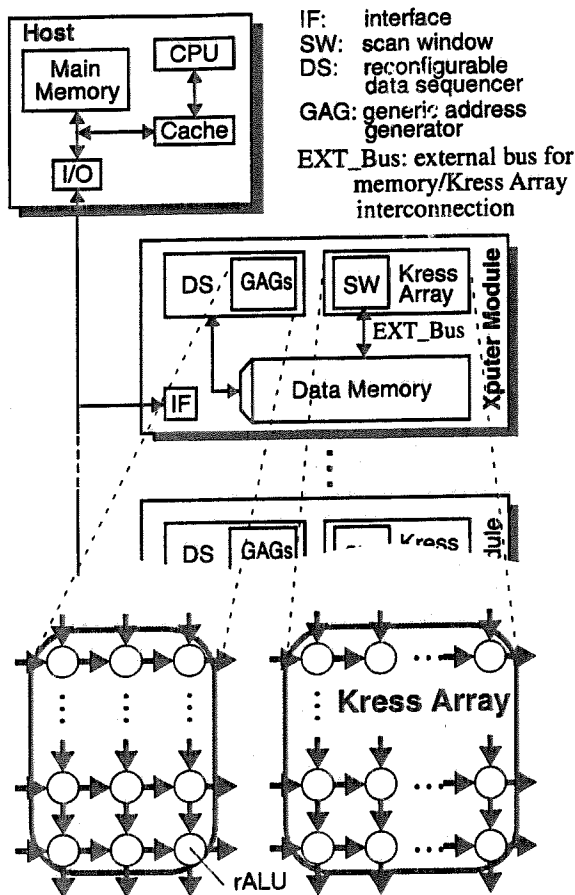 Host
CPU
Main
Memory
Cache
I/O
IF: interface
SW: scan window
DS: reconfigurable
data sequencer
GAG: generic address
generator
EXT_Bus: external bus for
memory/Kress Array
interconnection
DS
GAGs
SW
Kress
Array
EXT_Bus
IF
Data Memory
Xputer Module
DS
GAGs
Kress
dule
Kress Array
rALU